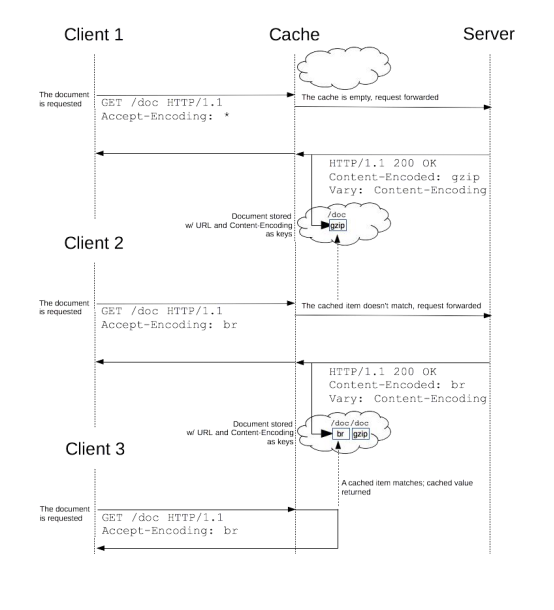 Client 1 Cache Server
The document
is requested
GET /doc HTTP/1.1
Accept-Encoding: *
The cache is empty, request forwarded
HTTP/1.1 200 OK
Content-Encoded: gzip
Vary: Content-Encoding
Document stored
w/ URL and Content-Encoding
as keys
/doc
gzip
Client 2
The document
is requested
GET /doc HTTP/1.1
Accept-Encoding: br
The cached item doesn't match, request forwarded
HTTP/1.1 200 OK
Content-Encoded: br
Vary: Content-Encoding
Document stored
w/ URL and Content-Encoding
as keys
/doc/doc
br gzip
Client 3
A cached item matches; cached value
returned
The document
is requested
GET /doc HTTP/1.1
Accept-Encoding: br